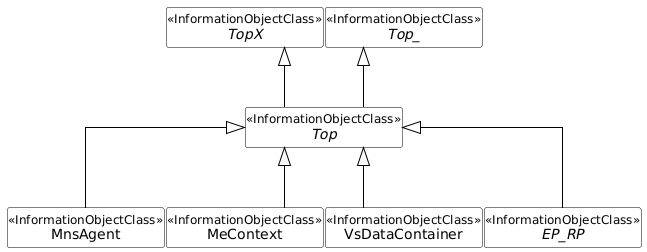 «InformationObjectClass»
TopX
«InformationObjectClass»
Top_
«InformationObjectClass»
Top
«InformationObjectClass»
MnsAgent
«InformationObjectClass»
MeContext
«InformationObjectClass»
VsDataContainer
«InformationObjectClass»
EP_RP